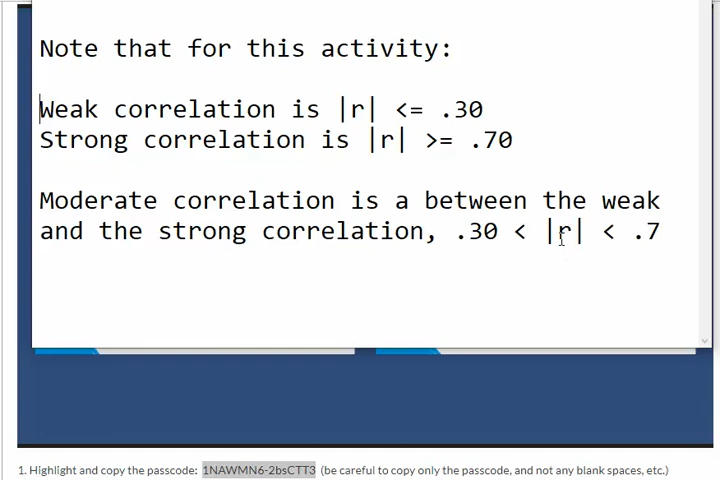 Note that for this activity:
Weak correlation is |r| <= .30
Strong correlation is |r| >= .70
Moderate correlation is a between the weak
and the strong correlation, .30 < |r| < .7
1. Highlight and copy the passcode: 1NAWMN6-2bsCTT3 (be careful to copy only the passcode, and not any blank spaces, etc.)